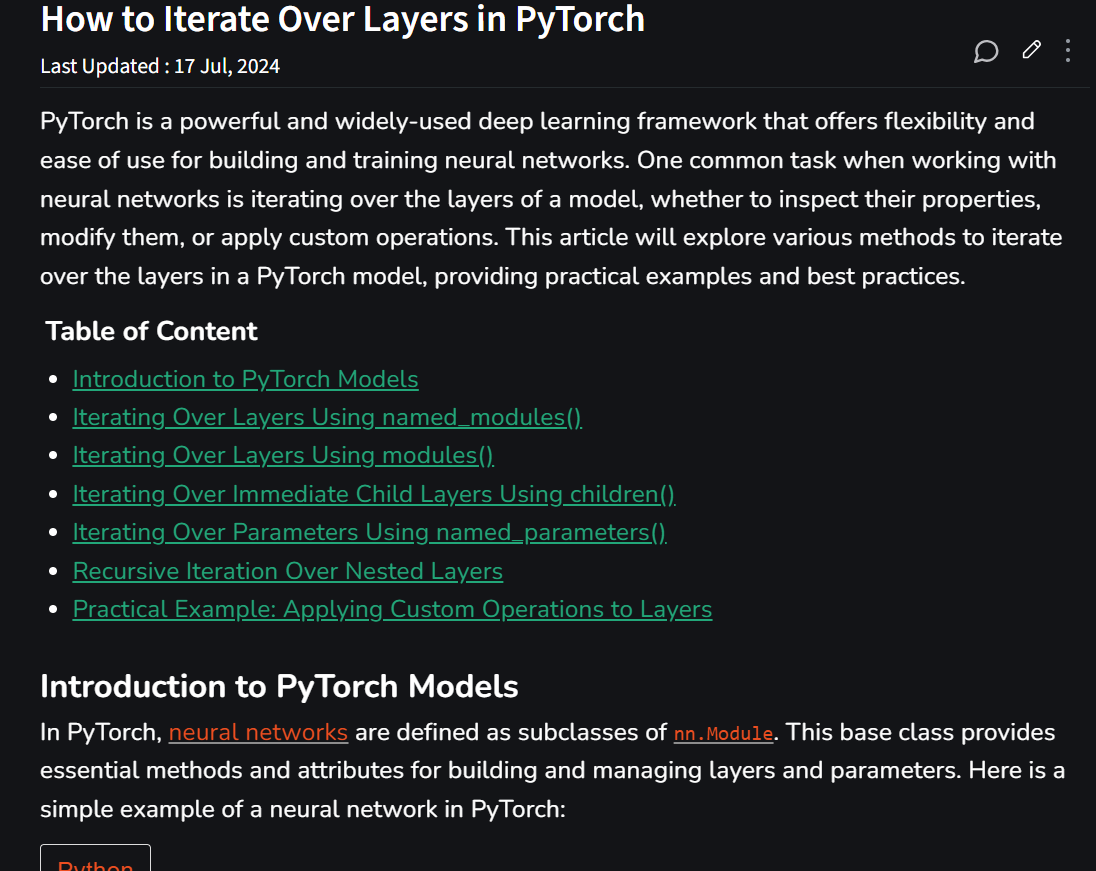 How to Iterate Over Layers in PyTorch
Last Updated : 17 Jul, 2024
PyTorch is a powerful and widely-used deep learning framework that offers flexibility and
ease of use for building and training neural networks. One common task when working with
neural networks is iterating over the layers of a model, whether to inspect their properties,
modify them, or apply custom operations. This article will explore various methods to iterate
over the layers in a PyTorch model, providing practical examples and best practices.
Table of Content
Introduction to PyTorch Models
Iterating Over Layers Using named_modules()
Iterating Over Layers Using modules()
Iterating Over Immediate Child Layers Using children()
Iterating Over Parameters Using named_parameters()
Recursive Iteration Over Nested Layers
Practical Example: Applying Custom Operations to Layers
Introduction to PyTorch Models
In PyTorch, neural networks are defined as subclasses of nn.Module. This base class provides
essential methods and attributes for building and managing layers and parameters. Here is a
simple example of a neural network in PyTorch:
Python